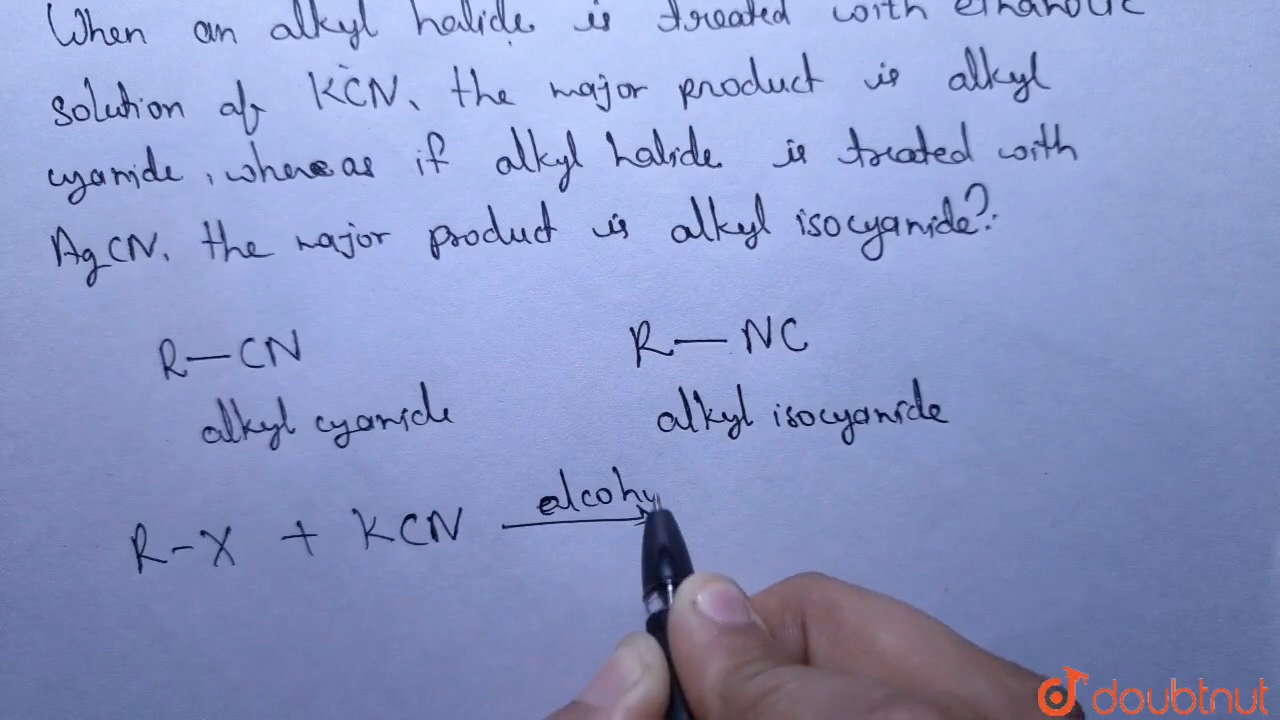 When an alkyl halide is treated with ethanolic
solution of KCN, the major product is alkyl
cyanide, whereas if alkyl halide is treated with
AgCN, the major product is alkyl isocyanide?
R-CN R-NC
alkyl cyanide alkyl isocyanide
R-X + KCN alcoh
doubtnut